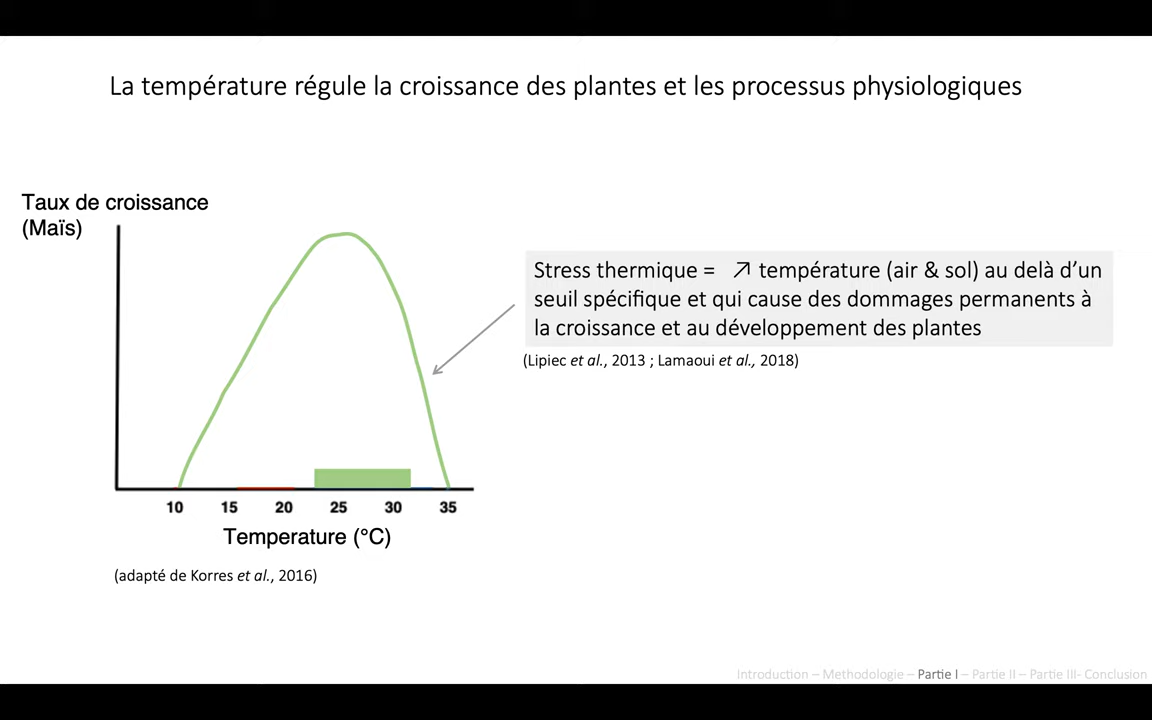 La température régule la croissance des plantes et les processus physiologiques
Taux de croissance
(Maïs)
Stress thermique = ↗ température (air & sol) au delà d’un
seuil spécifique et qui cause des dommages permanents à
la croissance et au développement des plantes
(Lipiec et al., 2013 ; Lamaoui et al., 2018)
10 15 20 25 30 35
Temperature (°C)
(adapté de Korres et al., 2016)
Introduction – Methodologie – Partie I – Partie II – Partie III- Conclusion